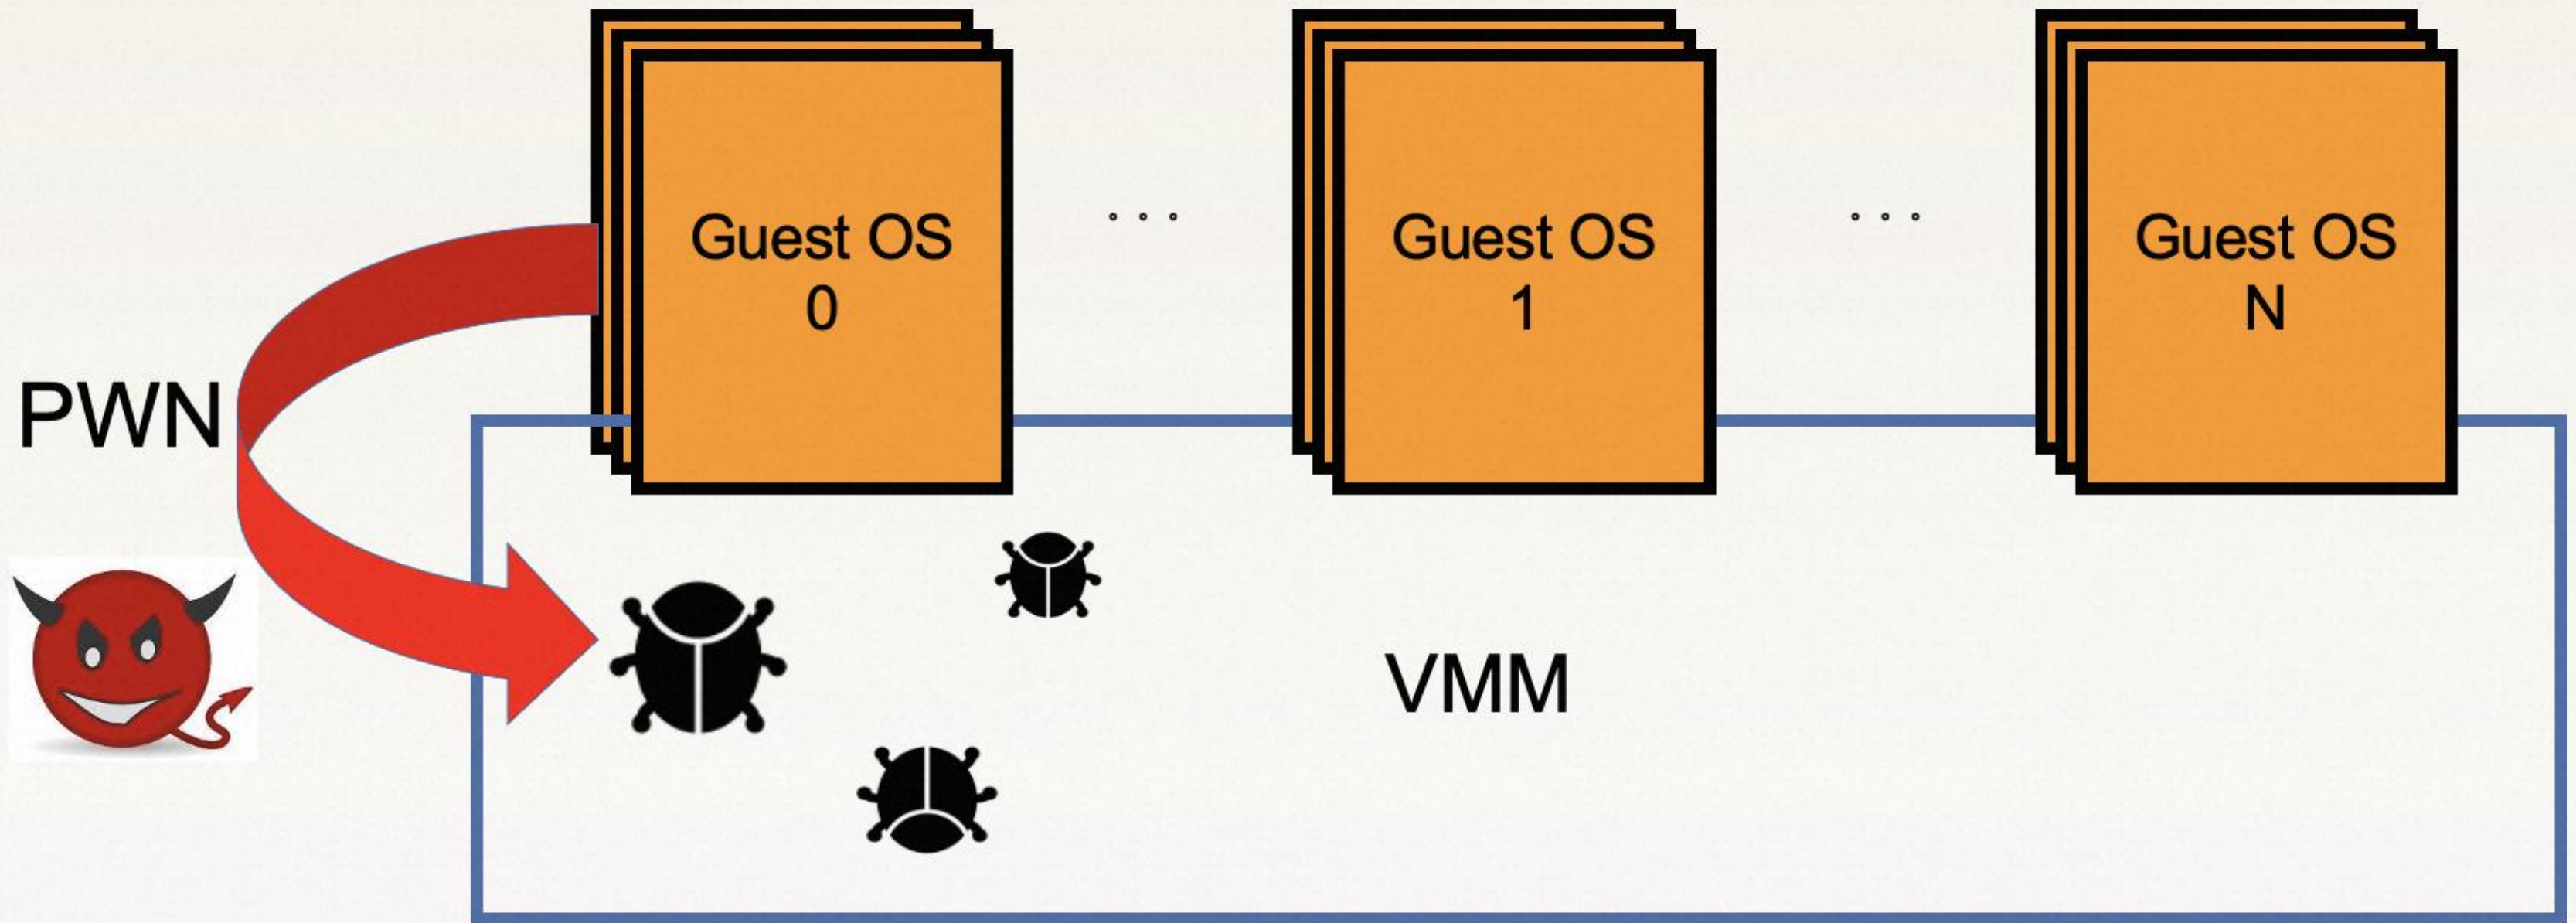 Guest OS
0
. . .
Guest OS
1
. . .
Guest OS
N
PWN
VMM